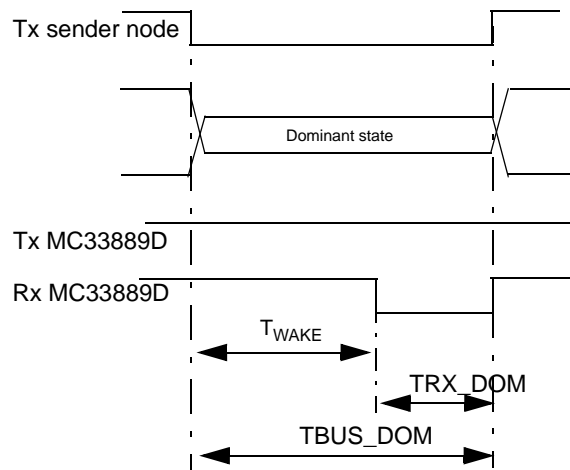 Tx sender node
Dominant state
Tx MC33889D
Rx MC33889D
TWAKE
TRX_DOM
TBUS_DOM